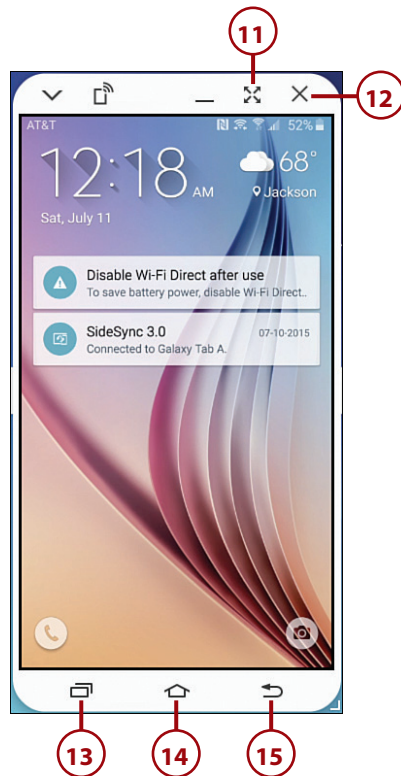 11
12
AT&T 52%
12:18 AM
68°
Jackson
Sat, July 11
Disable Wi-Fi Direct after use
To save battery power, disable Wi-Fi Direct..
SideSync 3.0 07-10-2015
Connected to Galaxy Tab A.
13 14 15